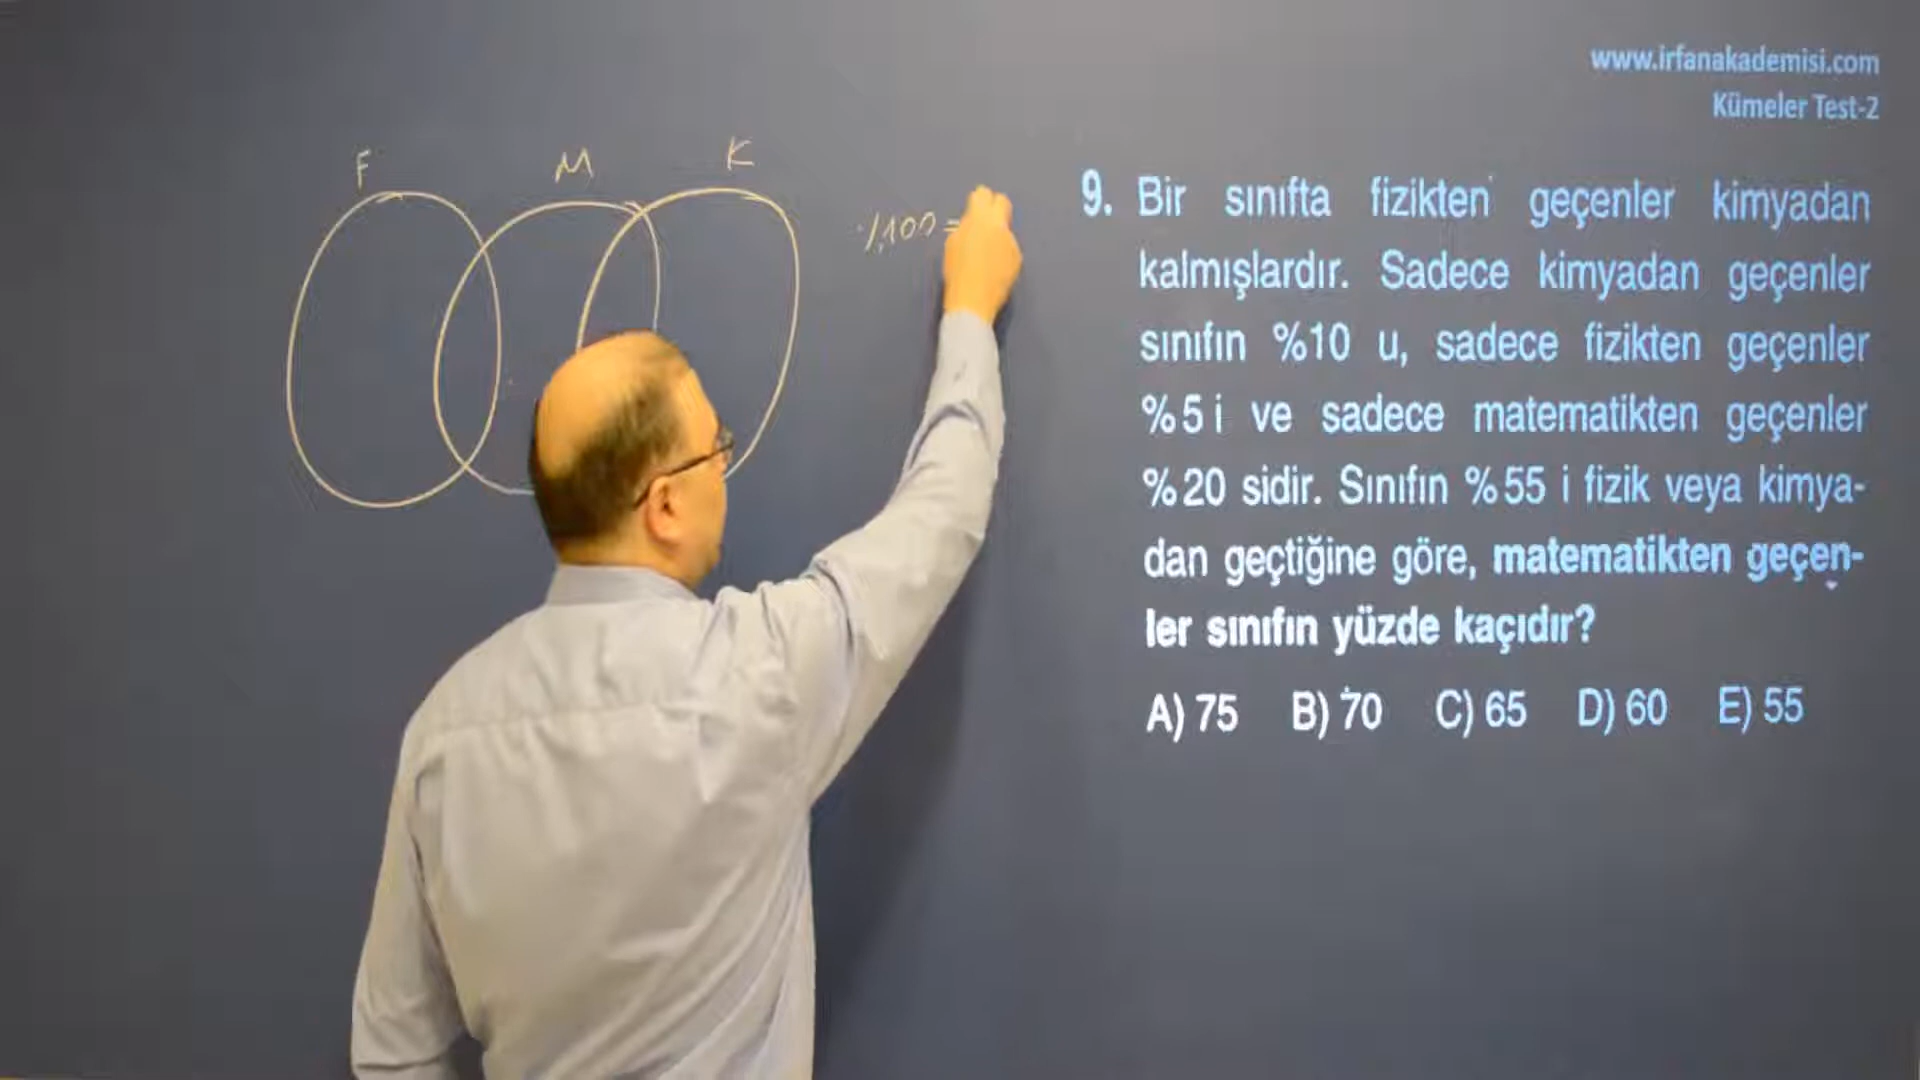 www.irfanakademisi.com
Kümeler Test-2
F M K
%100 =
9. Bir sınıfta fizikten geçenler kimyadan
kalmışlardır. Sadece kimyadan geçenler
sınıfın %10 u, sadece fizikten geçenler
%5 i ve sadece matematikten geçenler
%20 sidir. Sınıfın %55 i fizik veya kimya-
dan geçtiğine göre, matematikten geçen-
ler sınıfın yüzde kaçıdır?
A) 75 B) 70 C) 65 D) 60 E) 55